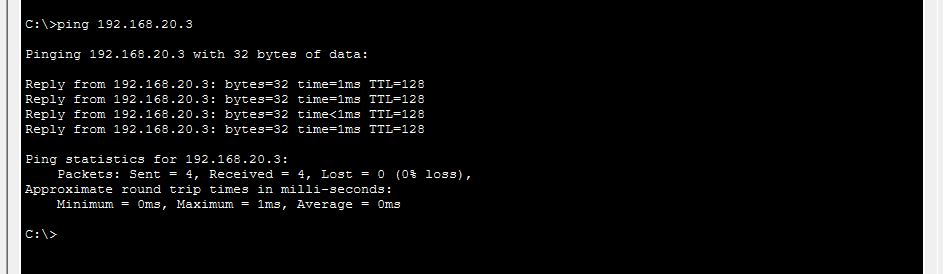 C:\>ping 192.168.20.3
Pinging 192.168.20.3 with 32 bytes of data:
Reply from 192.168.20.3: bytes=32 time=1ms TTL=128
Reply from 192.168.20.3: bytes=32 time=1ms TTL=128
Reply from 192.168.20.3: bytes=32 time<1ms TTL=128
Reply from 192.168.20.3: bytes=32 time=1ms TTL=128
Ping statistics for 192.168.20.3:
    Packets: Sent = 4, Received = 4, Lost = 0 (0% loss),
Approximate round trip times in milli-seconds:
    Minimum = 0ms, Maximum = 1ms, Average = 0ms
C:\>